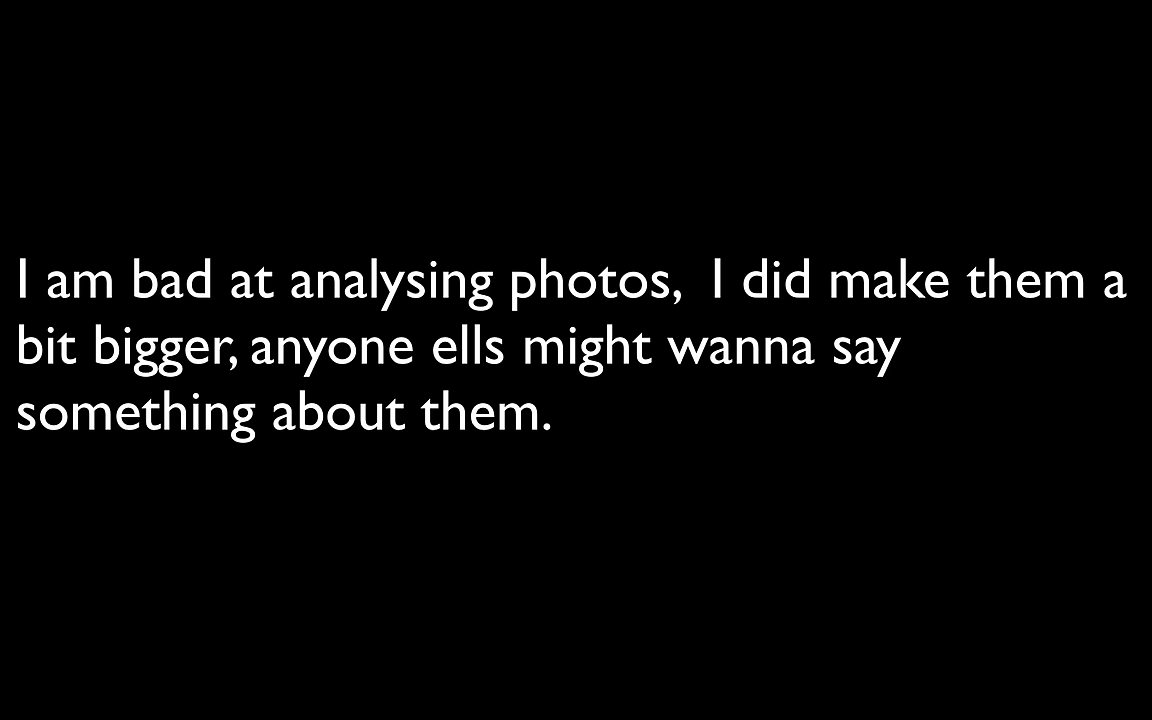 I am bad at analysing photos,  I did make them a
bit bigger, anyone ells might wanna say
something about them.